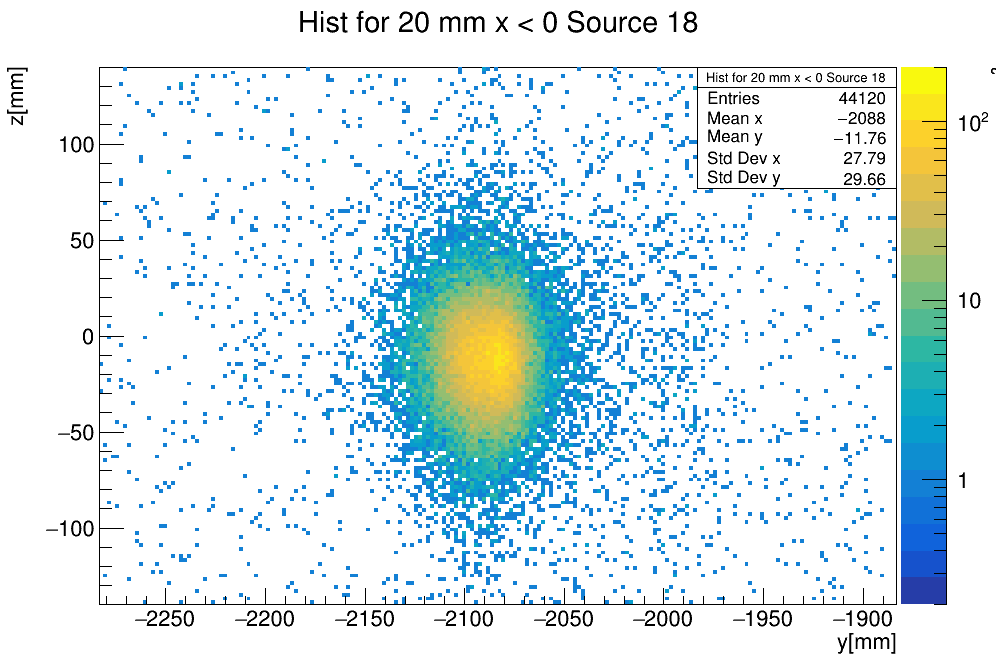 Hist for 20 mm x < 0 Source 18
z[mm]
Hist for 20 mm x < 0 Source 18
Entries 44120
Mean x −2088
Mean y −11.76
Std Dev x 27.79
Std Dev y 29.66
100
50
0
−50
−100
10²
10
1
−2250 −2200 −2150 −2100 −2050 −2000 −1950 −1900
y[mm]